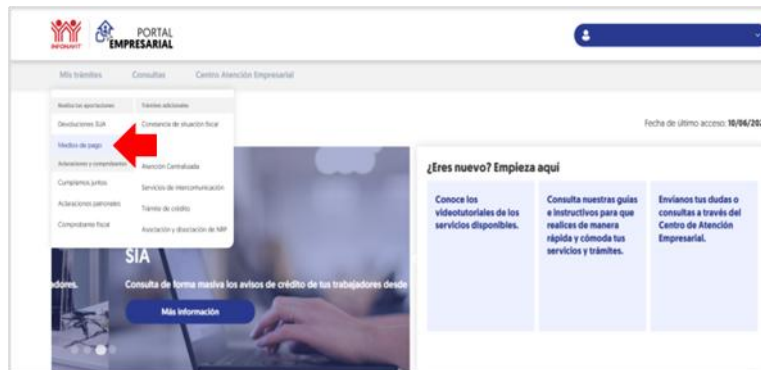 INFONAVIT
PORTAL
EMPRESARIAL
Mis trámites Consultas Centro Atención Empresarial
Realiza tus aportaciones Trámites adicionales
Devoluciones SUA Constancia de situación fiscal
Medios de pago
Aclaraciones y comprobantes Atención Centralizada
Cumplamos juntos Servicios de intercomunicación
Aclaraciones patronales Trámite de crédito
Comprobante fiscal Asociación y disociación de NRP
Fecha de último acceso: 10/06/202
SIA
adores. Consulta de forma masiva los avisos de crédito de tus trabajadores desde
Más información
¿Eres nuevo? Empieza aquí
Conoce los
videotutoriales de los
servicios disponibles.
Consulta nuestras guías
e instructivos para que
realices de manera
rápida y cómoda tus
servicios y trámites.
Envíanos tus dudas o
consultas a través del
Centro de Atención
Empresarial.